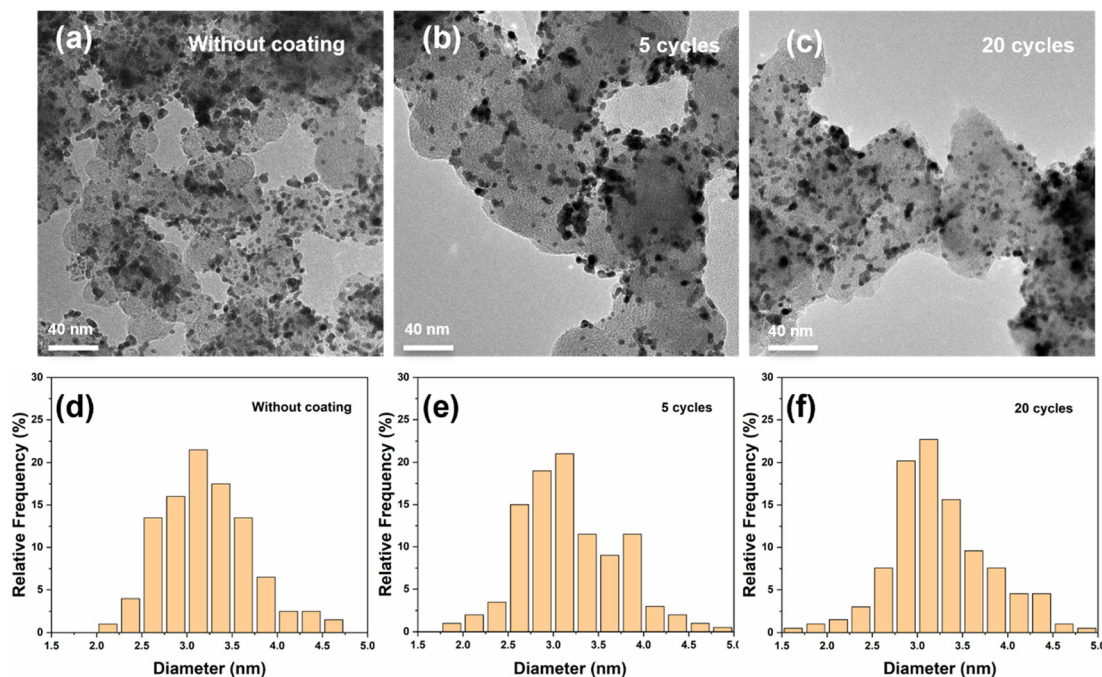 (a) Without coating
40 nm
(b) 5 cycles
40 nm
(c) 20 cycles
40 nm
30
25
20
15
10
5
0
Relative Frequency (%)
(d) Without coating
1.5 2.0 2.5 3.0 3.5 4.0 4.5 5.0
Diameter (nm)
30
25
20
15
10
5
0
Relative Frequency (%)
(e) 5 cycles
1.5 2.0 2.5 3.0 3.5 4.0 4.5 5.0
Diameter (nm)
30
25
20
15
10
5
0
Relative Frequency (%)
(f) 20 cycles
1.5 2.0 2.5 3.0 3.5 4.0 4.5 5.0
Diameter (nm)